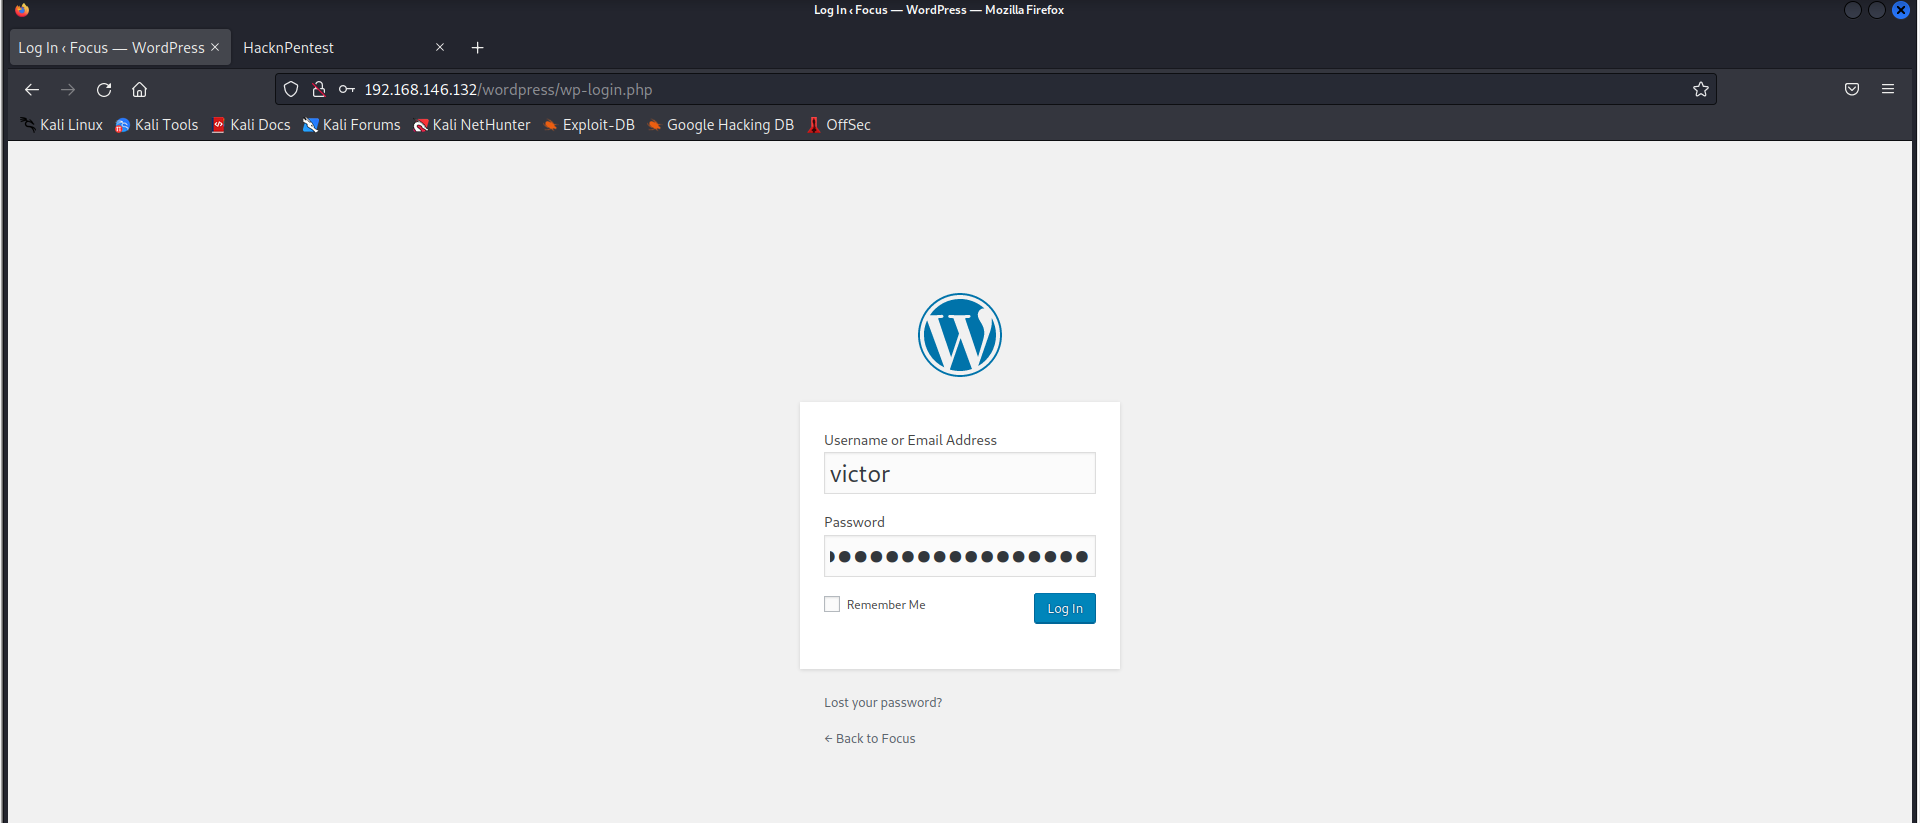 Log In ‹ Focus — WordPress — Mozilla Firefox
Log In ‹ Focus — WordPress
HacknPentest
192.168.146.132/wordpress/wp-login.php
Kali Linux Kali Tools Kali Docs Kali Forums Kali NetHunter Exploit-DB Google Hacking DB OffSec
Username or Email Address
victor
Password
Remember Me
Log In
Lost your password?
← Back to Focus